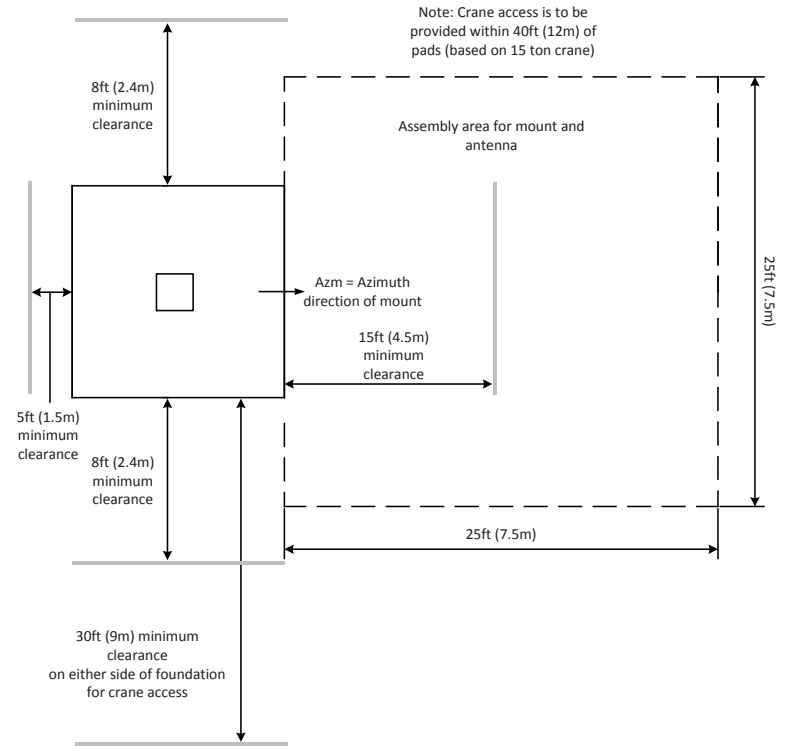 Note: Crane access is to be
provided within 40ft (12m) of
pads (based on 15 ton crane)
8ft (2.4m)
minimum
clearance
Assembly area for mount and
antenna
Azm = Azimuth
direction of mount
25ft (7.5m)
15ft (4.5m)
minimum
clearance
5ft (1.5m)
minimum
clearance
8ft (2.4m)
minimum
clearance
25ft (7.5m)
30ft (9m) minimum
clearance
on either side of foundation
for crane access